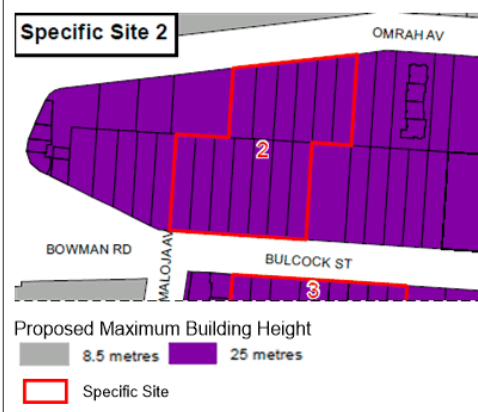 Specific Site 2
OMRAH AV
2
BOWMAN RD
MALOJA AV
BULCOCK ST
3
Proposed Maximum Building Height
8.5 metres
25 metres
Specific Site